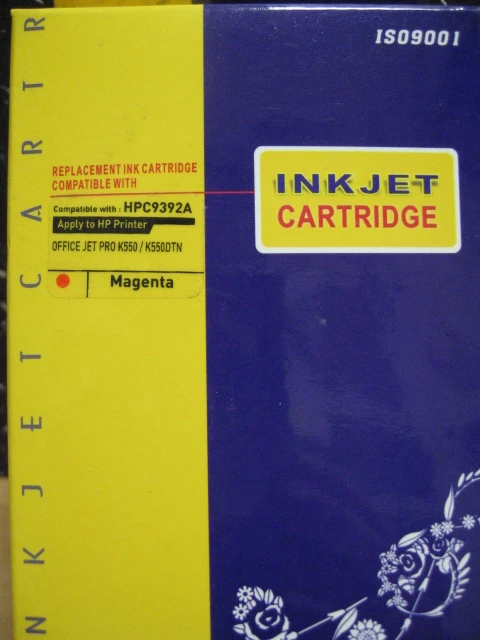 ISO9001
INKJET
CARTRIDGE
REPLACEMENT INK CARTRIDGE
COMPATIBLE WITH
Compatible with : HPC9392A
Apply to HP Printer
OFFICE JET PRO K550 / K550DTN
Magenta
NKJET CARTR